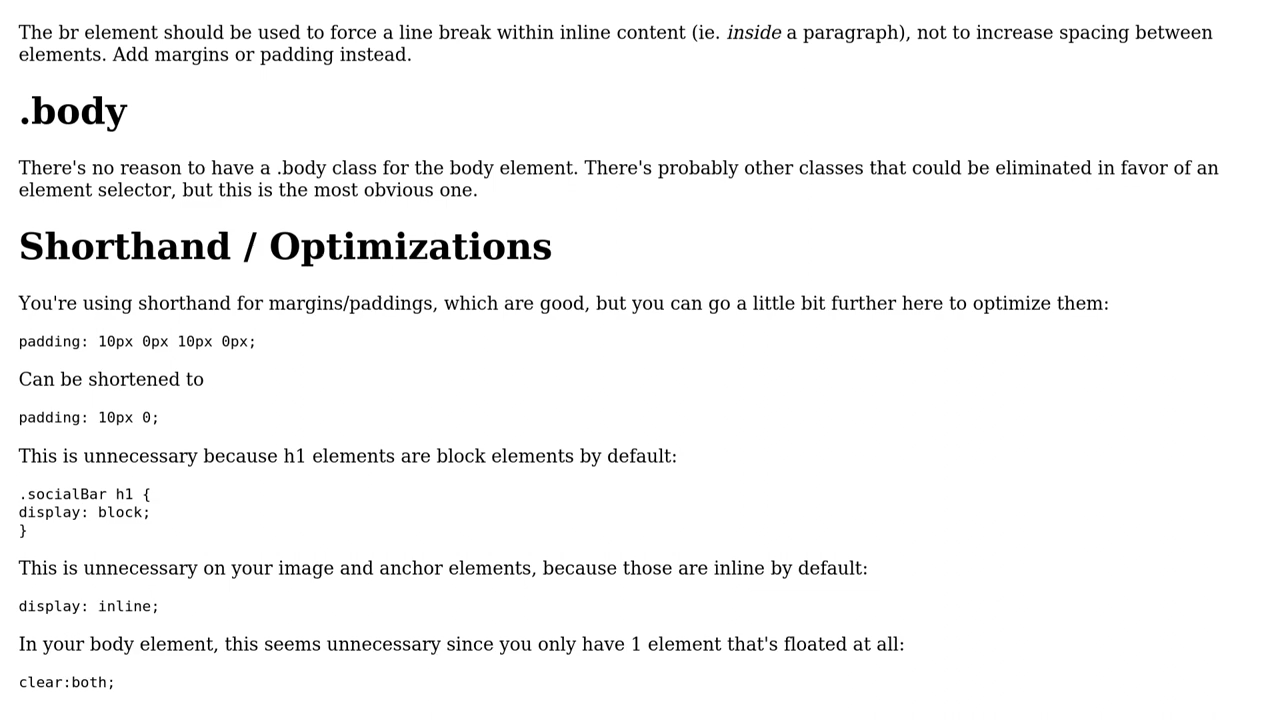 The br element should be used to force a line break within inline content (ie. inside a paragraph), not to increase spacing between
elements. Add margins or padding instead.
.body
There's no reason to have a .body class for the body element. There's probably other classes that could be eliminated in favor of an
element selector, but this is the most obvious one.
Shorthand / Optimizations
You're using shorthand for margins/paddings, which are good, but you can go a little bit further here to optimize them:
padding: 10px 0px 10px 0px;
Can be shortened to
padding: 10px 0;
This is unnecessary because h1 elements are block elements by default:
.socialBar h1 {
display: block;
}
This is unnecessary on your image and anchor elements, because those are inline by default:
display: inline;
In your body element, this seems unnecessary since you only have 1 element that's floated at all:
clear:both;